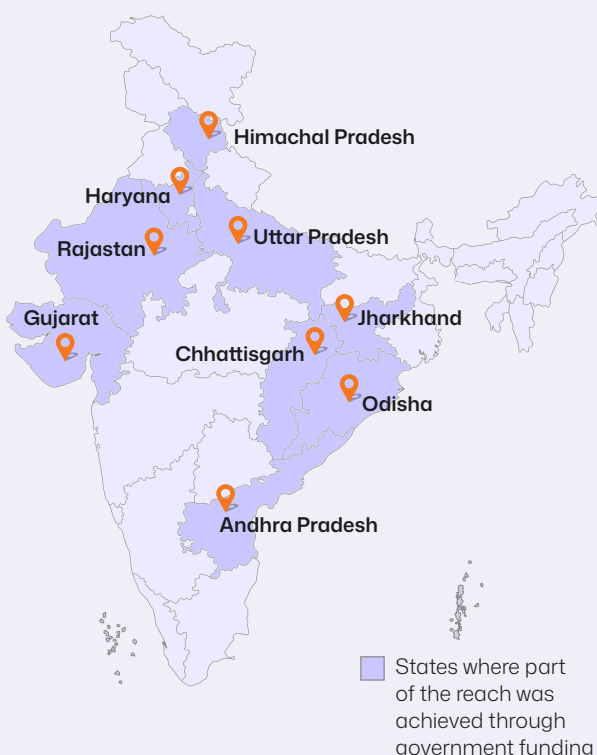 Himachal Pradesh
Haryana
Uttar Pradesh
Rajastan
Gujarat
Jharkhand
Chhattisgarh
Odisha
Andhra Pradesh
States where part
of the reach was
achieved through
government funding